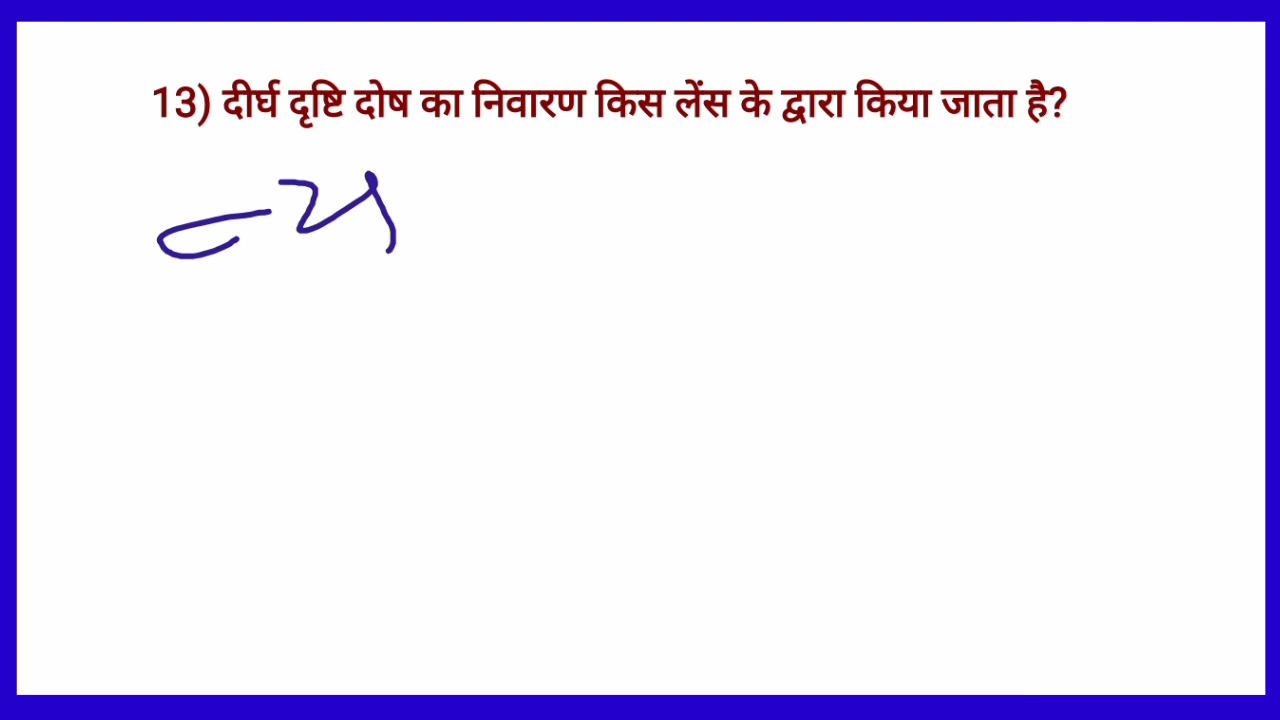 13) दीर्घ दृष्टि दोष का निवारण किस लेंस के द्वारा किया जाता है?